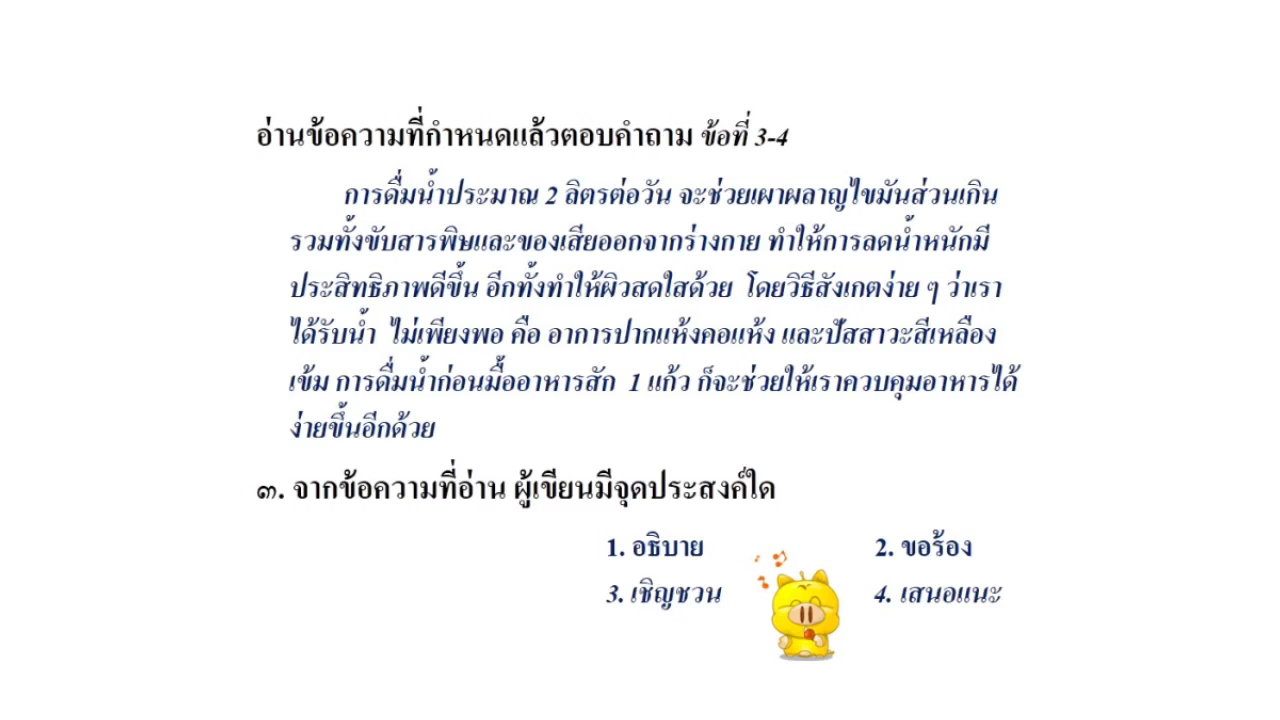 อ่านข้อความที่กำหนดแล้วตอบคำถาม ข้อที่ 3-4
การดื่มน้ำประมาณ 2 ลิตรต่อวัน จะช่วยเผาผลาญไขมันส่วนเกิน
รวมทั้งขับสารพิษและของเสียออกจากร่างกาย ทำให้การลดน้ำหนักมี
ประสิทธิภาพดีขึ้น อีกทั้งทำให้ผิวสดใสด้วย โดยวิธีสังเกตง่าย ๆ ว่าเรา
ได้รับน้ำ ไม่เพียงพอ คือ อาการปากแห้งคอแห้ง และปัสสาวะสีเหลือง
เข้ม การดื่มน้ำก่อนมื้ออาหารสัก 1 แก้ว ก็จะช่วยให้เราควบคุมอาหารได้
ง่ายขึ้นอีกด้วย
๓. จากข้อความที่อ่าน ผู้เขียนมีจุดประสงค์ใด
1. อธิบาย 2. ขอร้อง
3. เชิญชวน 4. เสนอแนะ